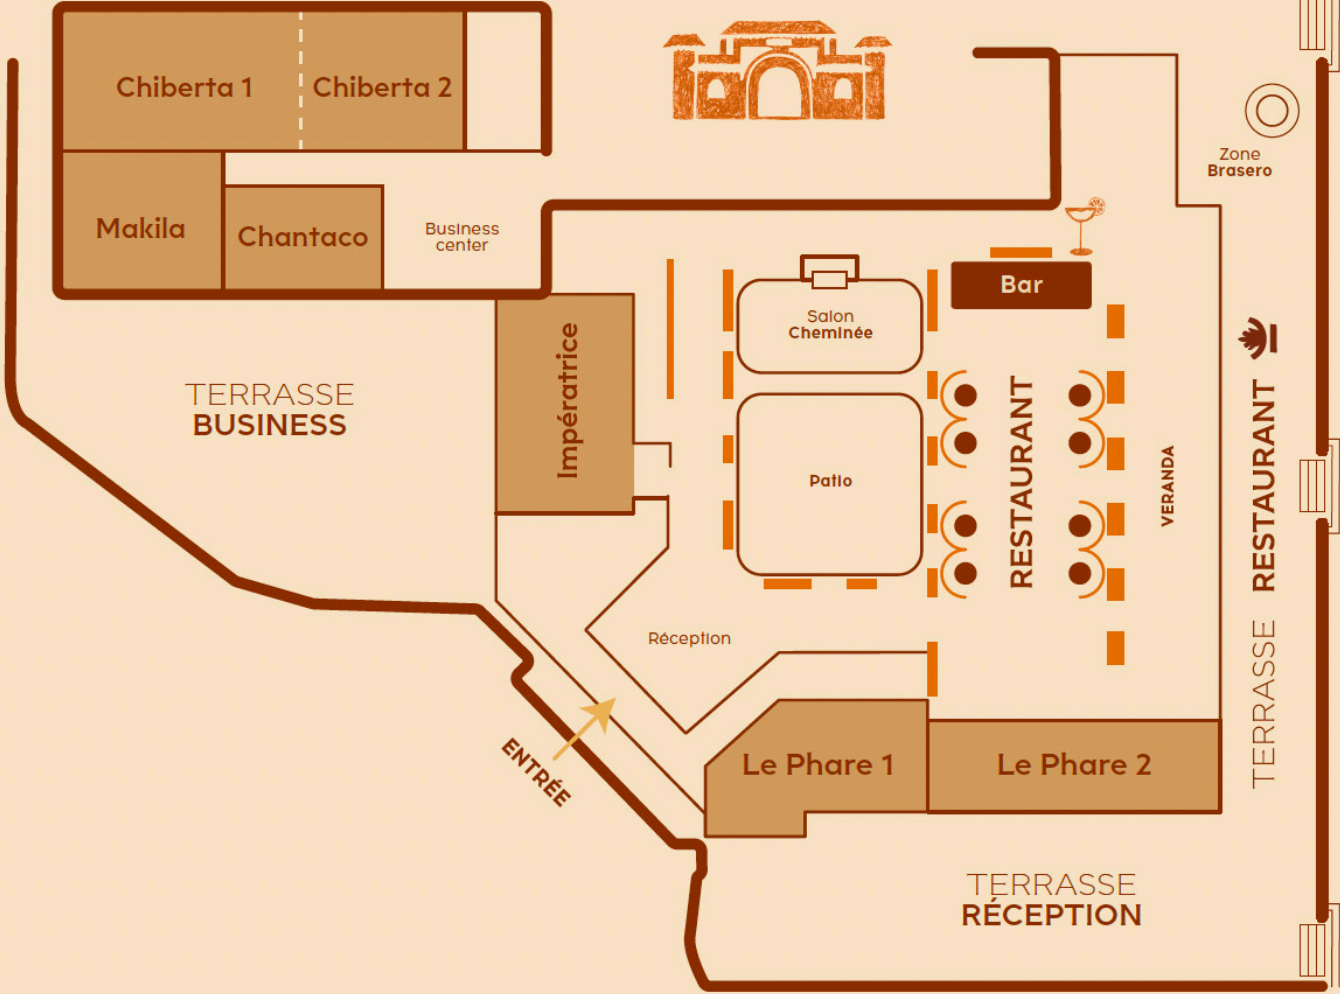 Chiberta 1
Chiberta 2
Zone
Brasero
Makila
Chantaco
Business
center
Bar
Salon
Cheminée
Impératrice
TERRASSE
BUSINESS
Patio
RESTAURANT
VERANDA
TERRASSE RESTAURANT
Réception
ENTRÉE
Le Phare 1
Le Phare 2
TERRASSE
RÉCEPTION